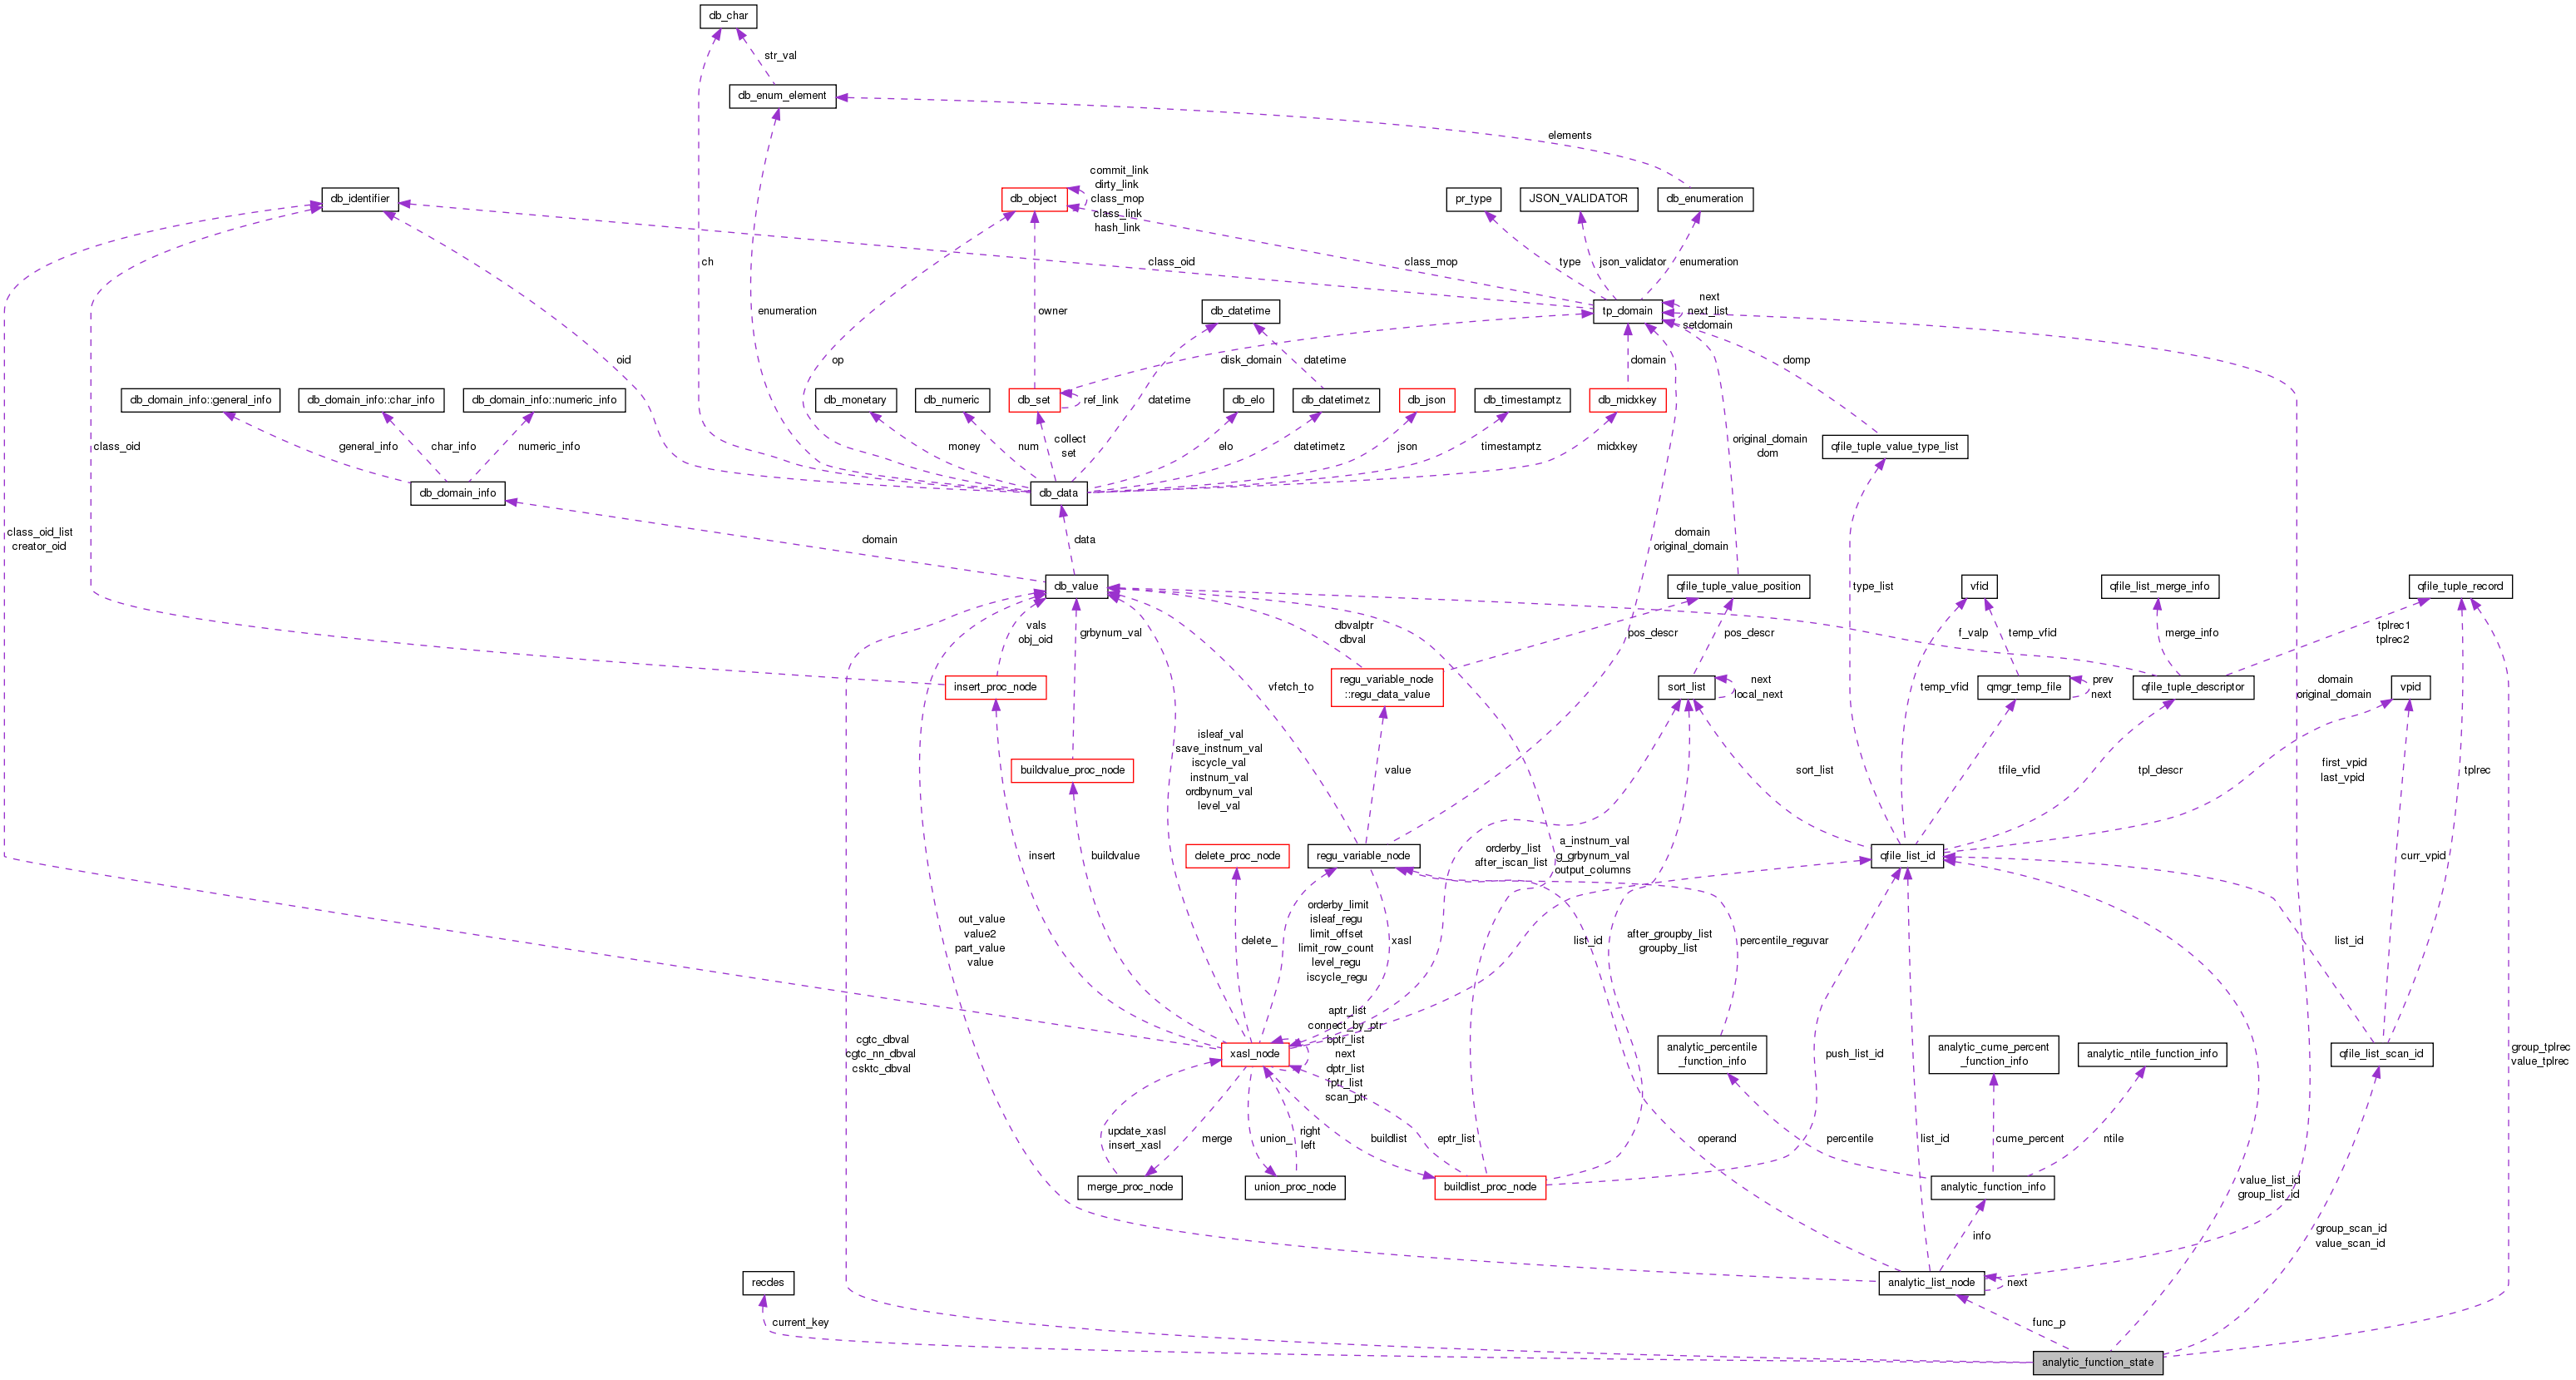 db_char
str_val
db_enum_element
elements
commit_link
dirty_link
class_mop
class_link
hash_link
db_identifier
db_object
pr_type
JSON_VALIDATOR
db_enumeration
ch
class_oid
class_mop
type
json_validator
enumeration
next
next_list
setdomain
enumeration
owner
db_datetime
tp_domain
oid
op
disk_domain
datetime
domain
domp
db_domain_info::general_info
db_domain_info::char_info
db_domain_info::numeric_info
db_monetary
db_numeric
db_set
ref_link
datetime
db_elo
db_datetimetz
db_json
db_timestamptz
db_midxkey
class_oid
general_info
char_info
numeric_info
money
num
collect
set
elo
datetimetz
json
timestamptz
midxkey
original_domain
dom
qfile_tuple_value_type_list
db_domain_info
db_data
class_oid_list
creator_oid
domain
data
domain
original_domain
db_value
qfile_tuple_value_position
type_list
vfid
qfile_list_merge_info
qfile_tuple_record
vals
obj_oid
grbynum_val
dbvalptr
dbval
pos_descr
pos_descr
f_valp
temp_vfid
merge_info
tplrec1
tplrec2
insert_proc_node
vfetch_to
regu_variable_node
::regu_data_value
sort_list
next
local_next
temp_vfid
qmgr_temp_file
prev
next
qfile_tuple_descriptor
domain
original_domain
vpid
isleaf_val
save_instnum_val
iscycle_val
instnum_val
ordbynum_val
level_val
buildvalue_proc_node
value
sort_list
tfile_vfid
tpl_descr
first_vpid
last_vpid
tplrec
insert
buildvalue
delete_proc_node
regu_variable_node
orderby_list
after_iscan_list
a_instnum_val
g_grbynum_val
output_columns
qfile_list_id
curr_vpid
out_value
value2
part_value
value
delete_
orderby_limit
isleaf_regu
limit_offset
limit_row_count
level_regu
iscycle_regu
xasl
list_id
after_groupby_list
groupby_list
percentile_reguvar
list_id
cgtc_dbval
cgtc_nn_dbval
csktc_dbval
xasl_node
aptr_list
connect_by_ptr
bptr_list
next
dptr_list
fptr_list
scan_ptr
analytic_percentile
_function_info
push_list_id
analytic_cume_percent
_function_info
analytic_ntile_function_info
qfile_list_scan_id
group_tplrec
value_tplrec
update_xasl
insert_xasl
merge
union_
right
left
buildlist
eptr_list
operand
percentile
list_id
cume_percent
ntile
merge_proc_node
union_proc_node
buildlist_proc_node
analytic_function_info
value_list_id
group_list_id
info
group_scan_id
value_scan_id
recdes
analytic_list_node
next
current_key
func_p
analytic_function_state